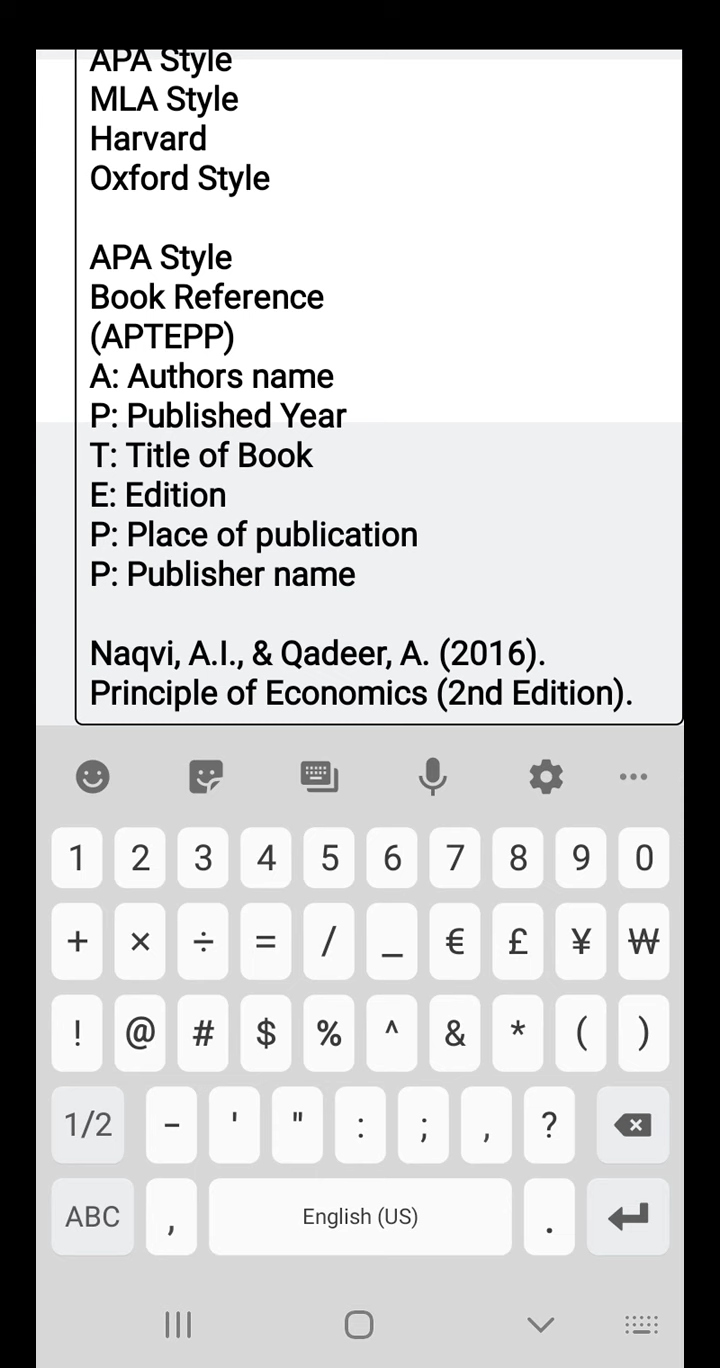 APA Style
MLA Style
Harvard
Oxford Style
APA Style
Book Reference
(APTEPP)
A: Authors name
P: Published Year
T: Title of Book
E: Edition
P: Place of publication
P: Publisher name
Naqvi, A.I., & Qadeer, A. (2016).
Principle of Economics (2nd Edition).
1 2 3 4 5 6 7 8 9 0
+ × ÷ = / _ € £ ¥ ₩
! @ # $ % ^ & * ( )
1/2 - ' " : ; , ?
ABC , English (US) .